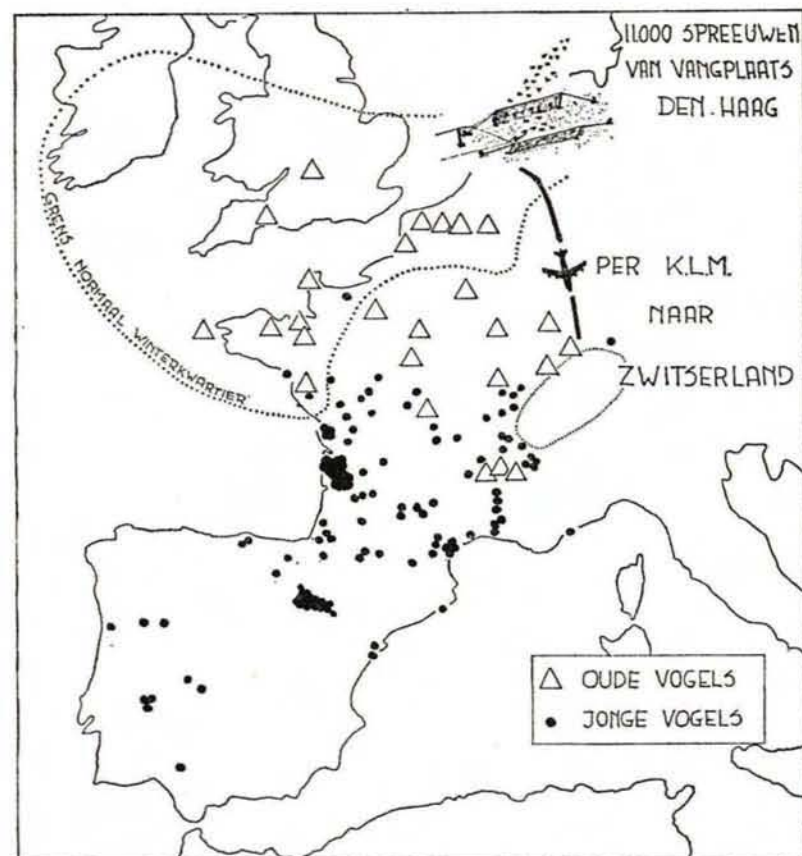 11.000 SPREEUWEN
VAN VANGPLAATS
DEN-HAAG
GRENS NORMAAL WINTERKWARTIER
PER K.L.M.
NAAR
ZWITSERLAND
OUDE VOGELS
JONGE VOGELS